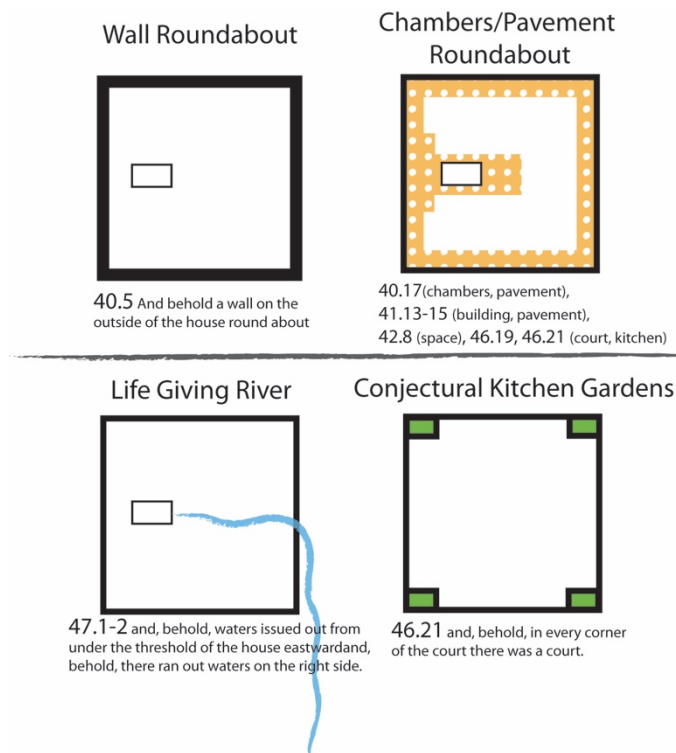 Wall Roundabout
40.5 And behold a wall on the
outside of the house round about
Chambers/Pavement
Roundabout
40.17(chambers, pavement),
41.13-15 (building, pavement),
42.8 (space), 46.19, 46.21 (court, kitchen)
Life Giving River
47.1-2 and, behold, waters issued out from
under the threshold of the house eastwardand,
behold, there ran out waters on the right side.
Conjectural Kitchen Gardens
46.21 and, behold, in every corner
of the court there was a court.